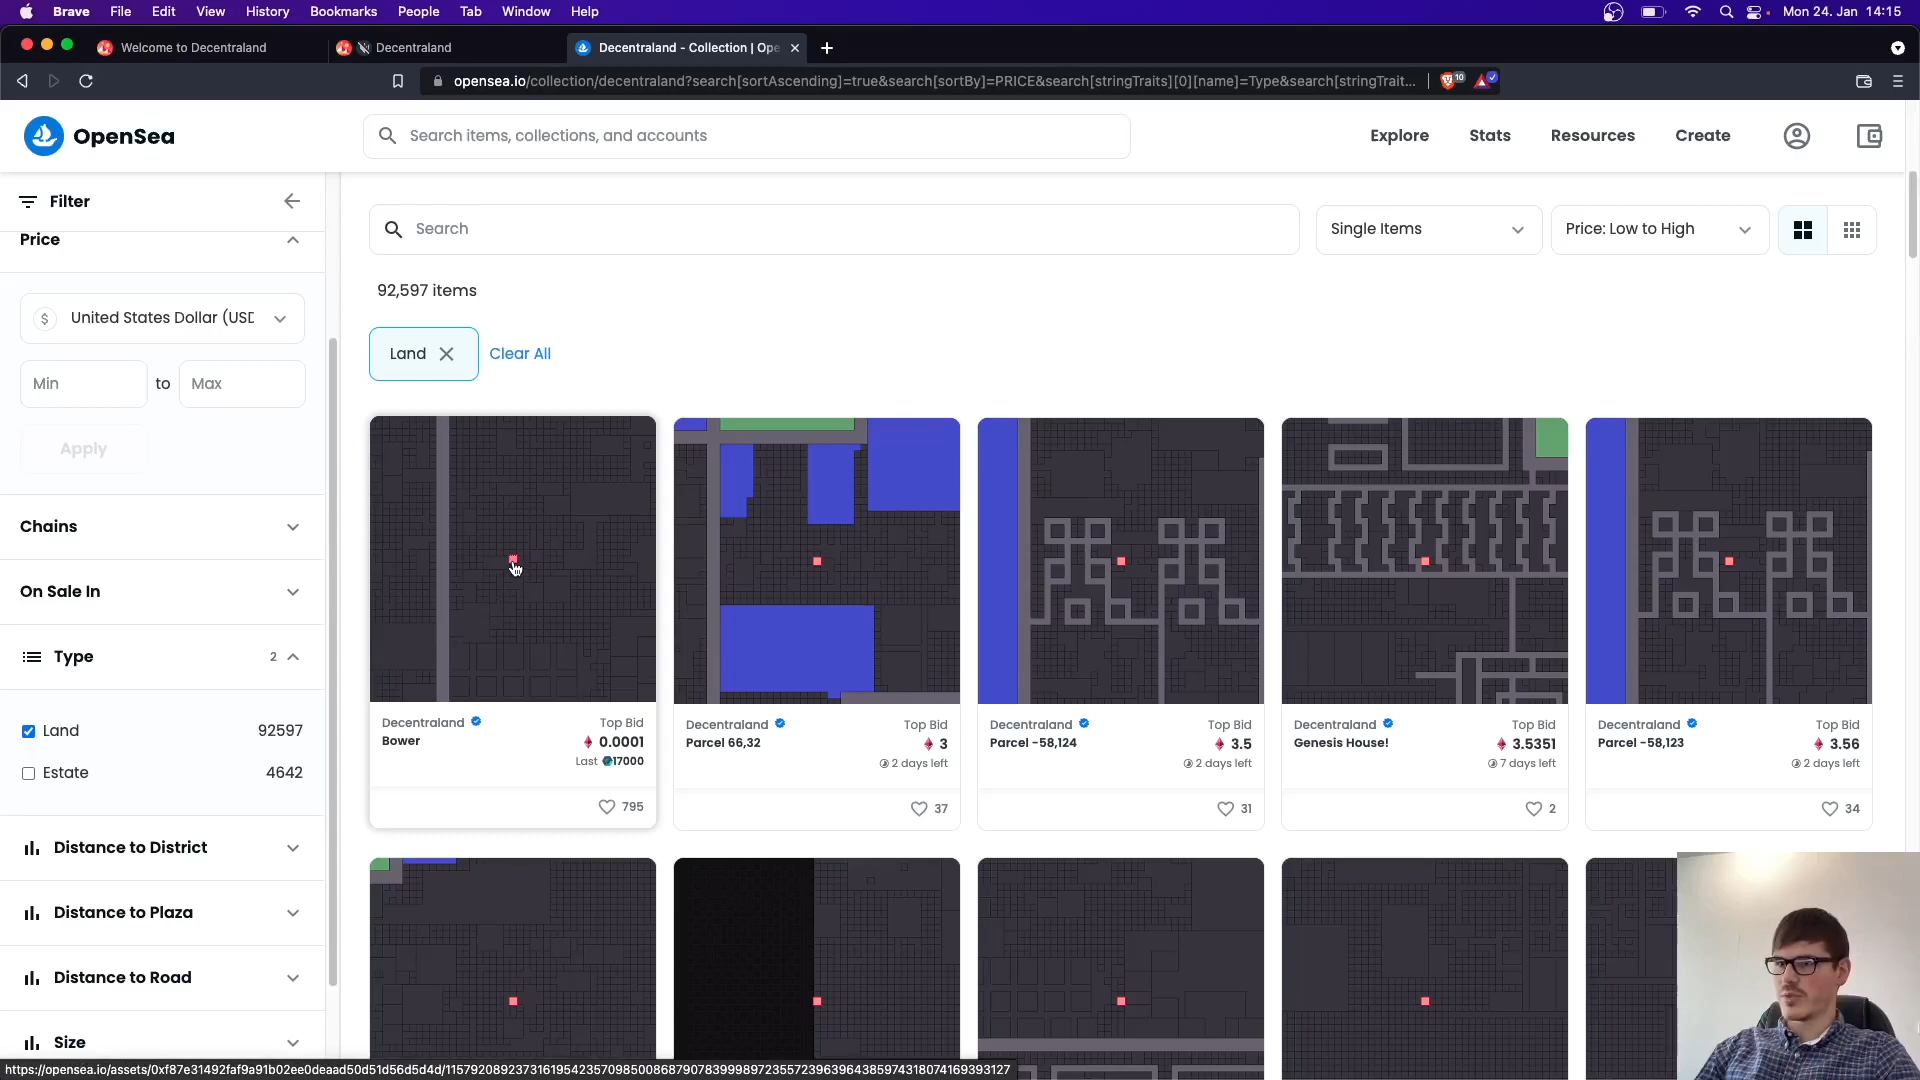 Brave File Edit View History Bookmarks People Tab Window Help Mon 24. Jan 14:15
Welcome to Decentraland Decentraland Decentraland - Collection | Ope
opensea.io/collection/decentraland?search[sortAscending]=true&search[sortBy]=PRICE&search[stringTraits][0][name]=Type&search[stringTrait... 10
OpenSea Search items, collections, and accounts Explore Stats Resources Create
Filter
Price
$ United States Dollar (USD
Min to Max
Apply
Chains
On Sale In
Type 2
Land 92597
Estate 4642
Distance to District
Distance to Plaza
Distance to Road
Size
Search Single Items Price: Low to High
92,597 items
Land Clear All
Decentraland Top Bid
Bower 0.0001
Last 17000
795
Decentraland Top Bid
Parcel 66,32 3
2 days left
37
Decentraland Top Bid
Parcel -58,124 3.5
2 days left
31
Decentraland Top Bid
Genesis House! 3.5351
7 days left
2
Decentraland Top Bid
Parcel -58,123 3.56
2 days left
34